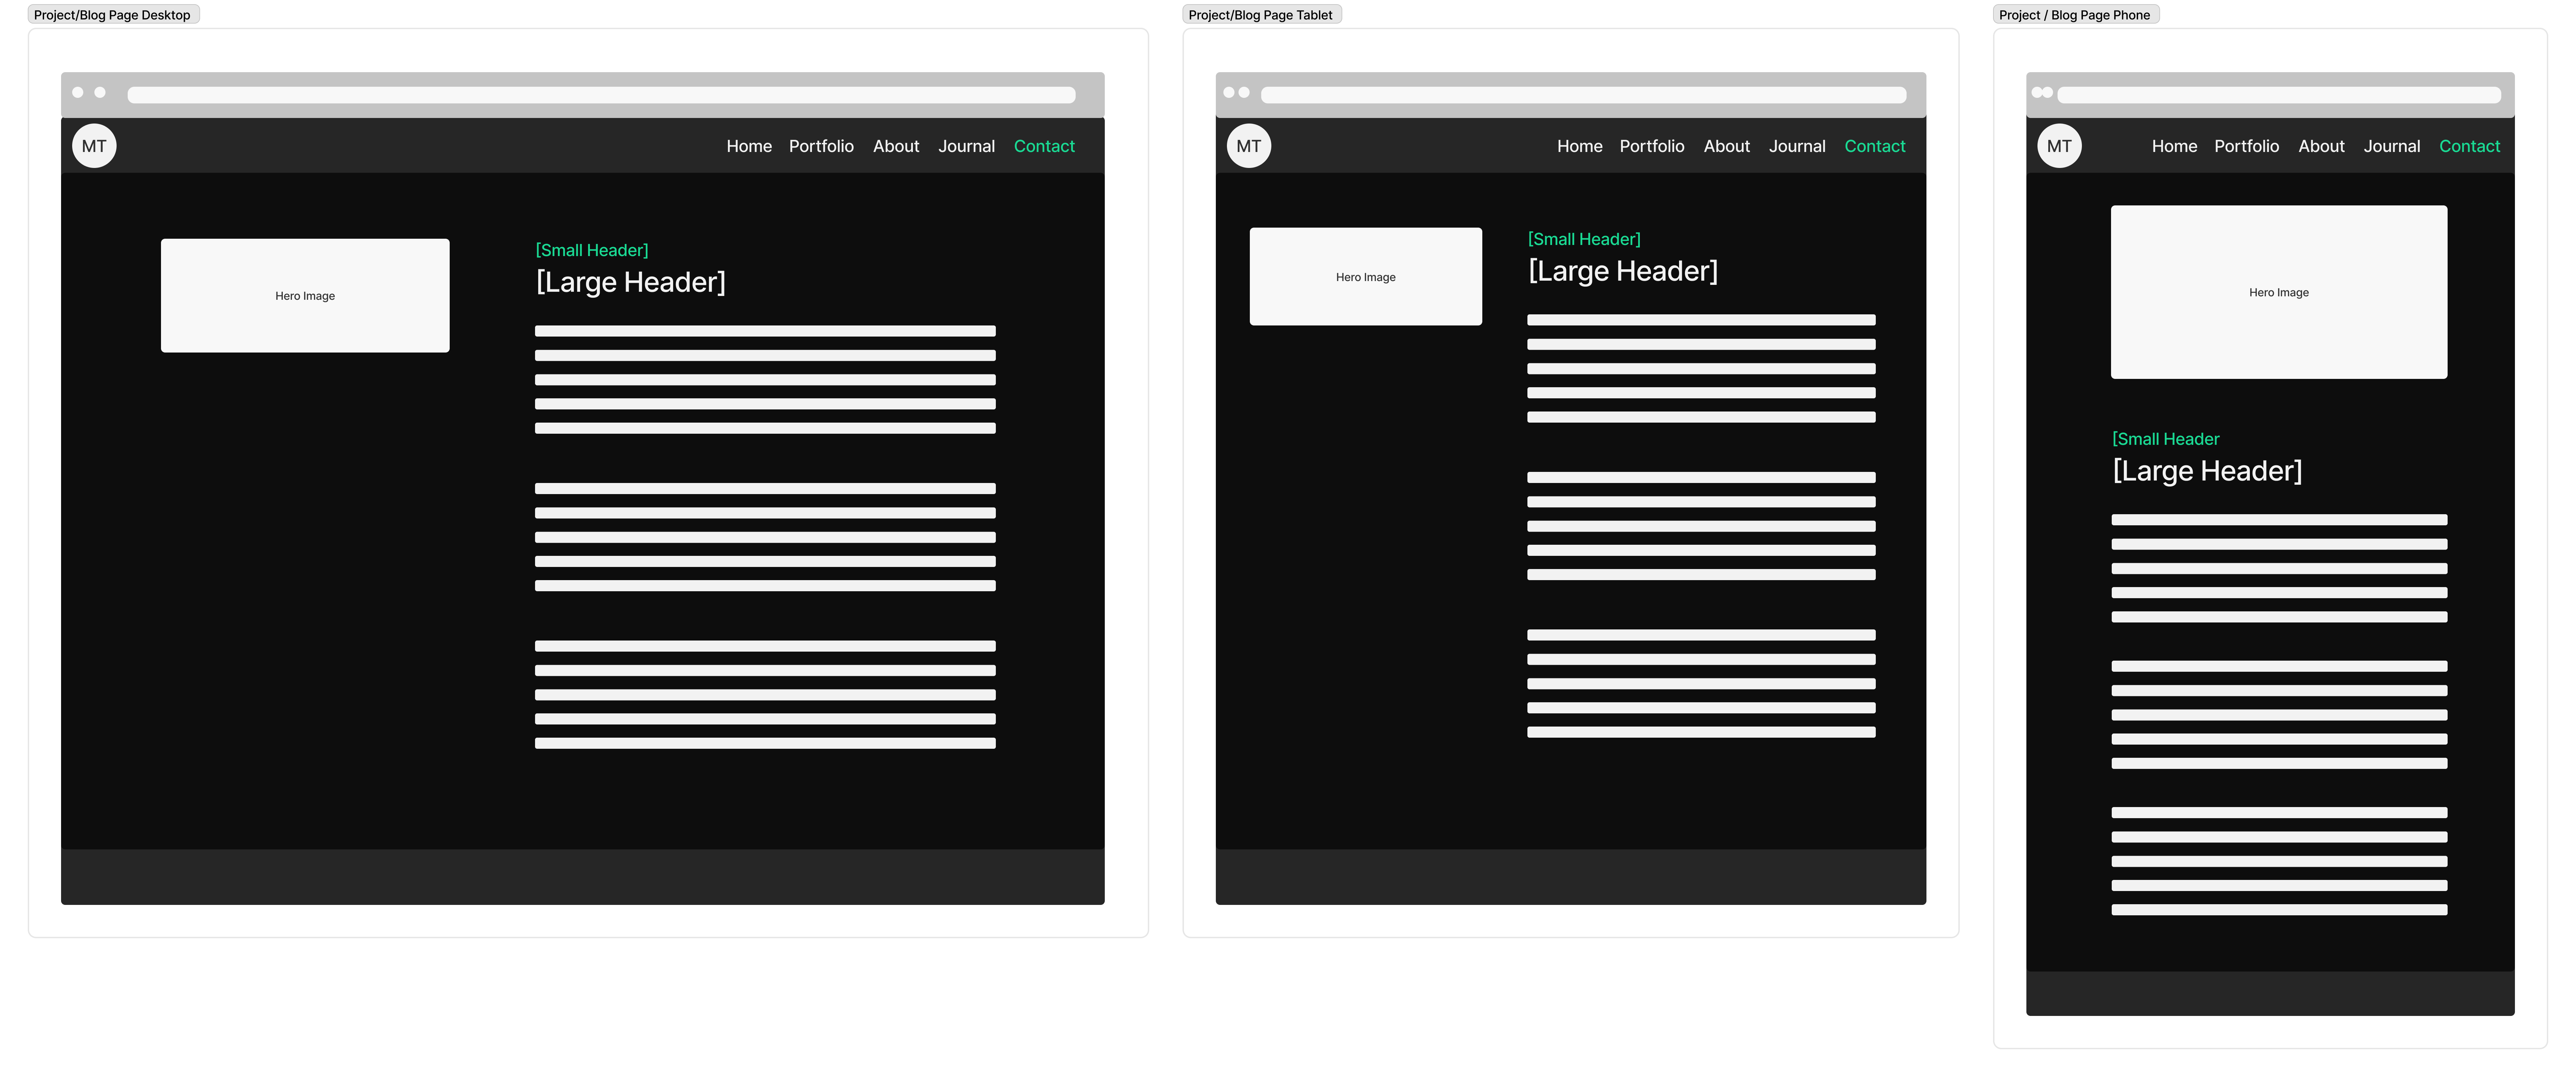 Project/Blog Page Desktop
MT
Home Portfolio About Journal Contact
Hero Image
[Small Header]
[Large Header]
Project/Blog Page Tablet
MT
Home Portfolio About Journal Contact
Hero Image
[Small Header]
[Large Header]
Project / Blog Page Phone
MT
Home Portfolio About Journal Contact
Hero Image
[Small Header
[Large Header]